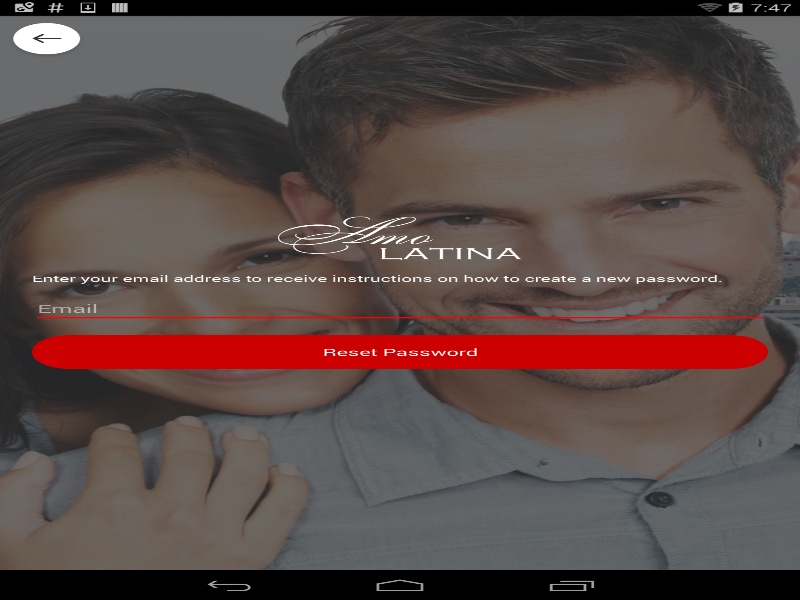 7:47
Amo
LATINA
Enter your email address to receive instructions on how to create a new password.
Email
Reset Password